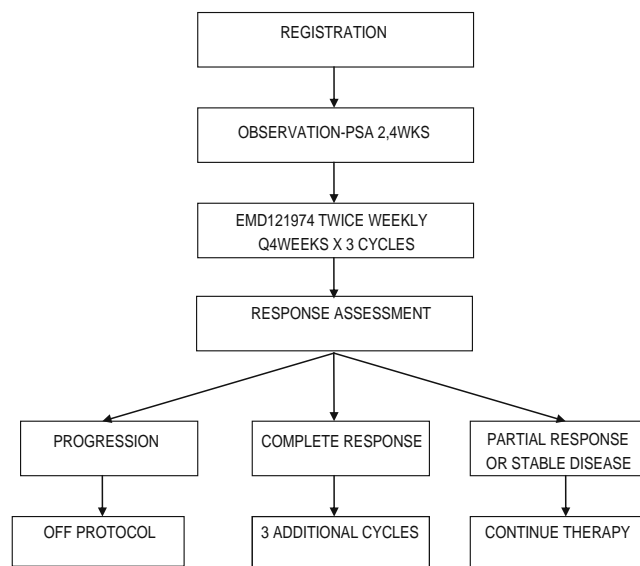 REGISTRATION
OBSERVATION-PSA 2,4WKS
EMD121974 TWICE WEEKLY
Q4WEEKS X 3 CYCLES
RESPONSE ASSESSMENT
PROGRESSION
COMPLETE RESPONSE
PARTIAL RESPONSE
OR STABLE DISEASE
OFF PROTOCOL
3 ADDITIONAL CYCLES
CONTINUE THERAPY